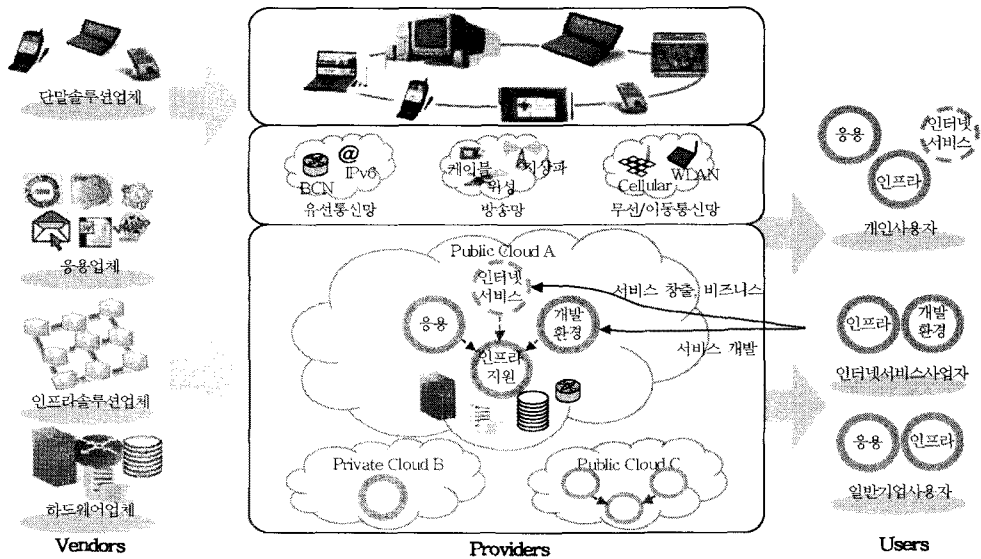 단말솔루션업체
응용업체
인프라솔루션업체
하드웨어업체
Vendors
@
IPv6
BCN
유선통신망
케이블
지상파
위성
방송망
Cellular
WLAN
무선/이동통신망
Public Cloud A
인터넷
서비스
응용
개발
환경
인프라
지원
서비스 창출, 비즈니스
서비스 개발
Private Cloud B
Public Cloud C
Providers
응용
인터넷
서비스
인프라
개인사용자
인프라
개발
환경
인터넷서비스사업자
응용
인프라
일반기업사용자
Users